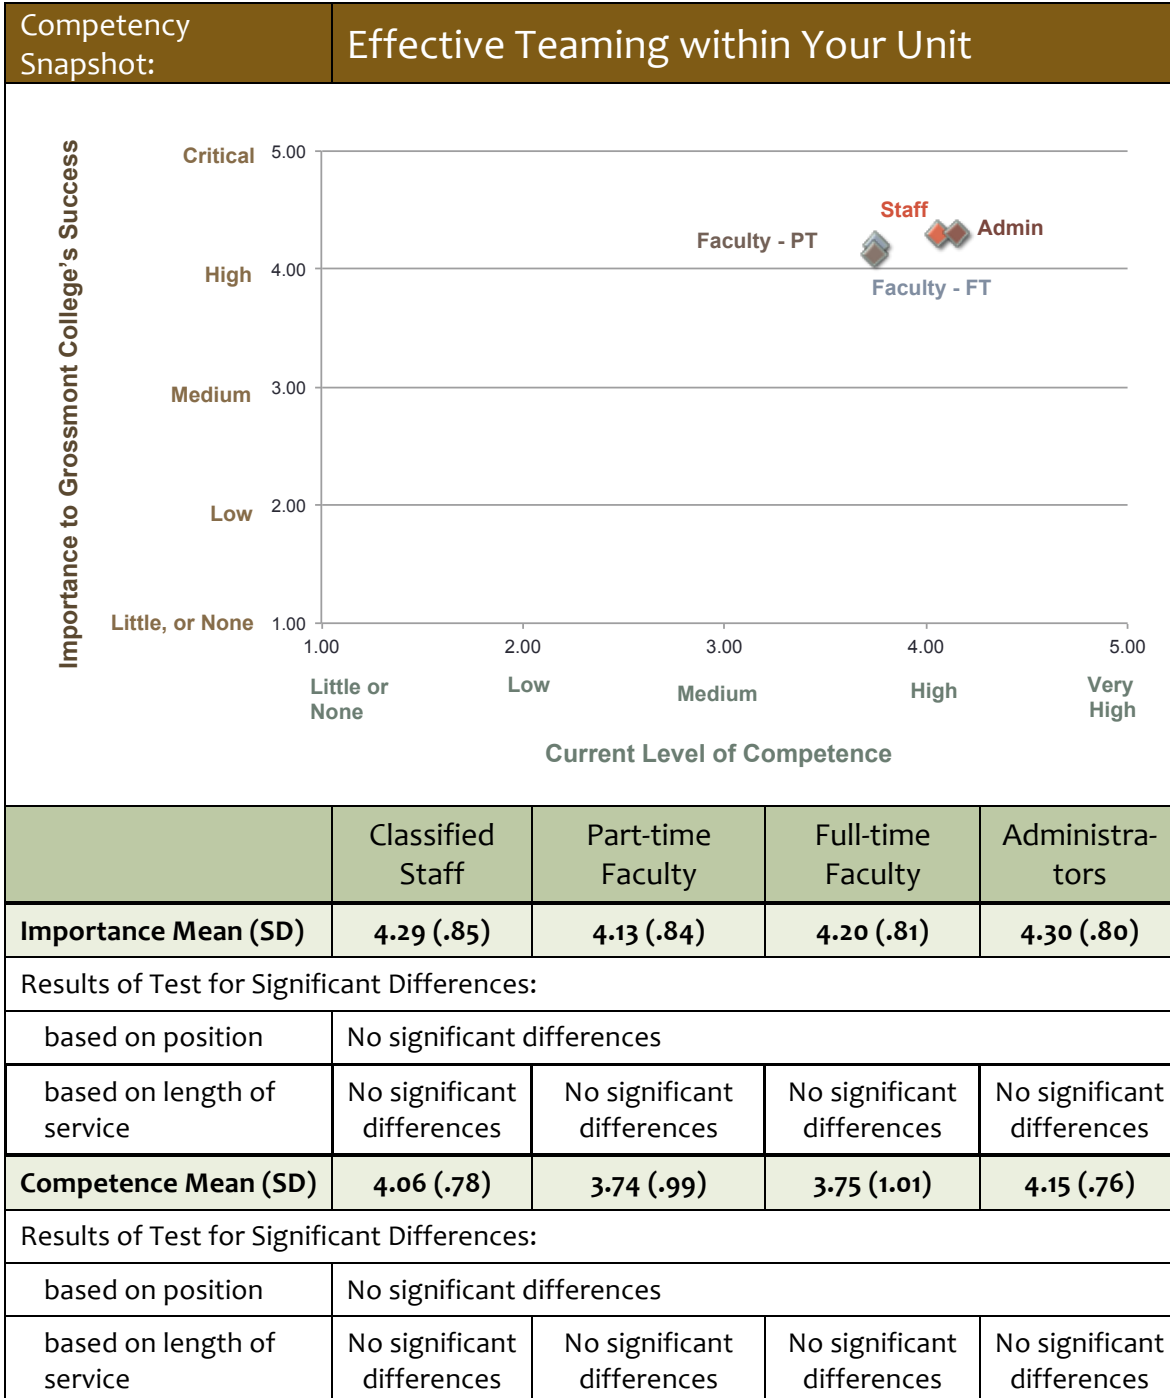 Competency
Snapshot:
Effective Teaming within Your Unit
Importance to Grossmont College's Success
Critical 5.00
High 4.00
Medium 3.00
Low 2.00
Little, or None 1.00
Staff
Admin
Faculty - PT
Faculty - FT
1.00 2.00 3.00 4.00 5.00
Little or
None
Low
Medium
High
Very
High
Current Level of Competence
Classified
Staff
Part-time
Faculty
Full-time
Faculty
Administra-
tors
Importance Mean (SD) 4.29 (.85) 4.13 (.84) 4.20 (.81) 4.30 (.80)
Results of Test for Significant Differences:
based on position No significant differences
based on length of
service
No significant
differences
No significant
differences
No significant
differences
No significant
differences
Competence Mean (SD) 4.06 (.78) 3.74 (.99) 3.75 (1.01) 4.15 (.76)
Results of Test for Significant Differences:
based on position No significant differences
based on length of
service
No significant
differences
No significant
differences
No significant
differences
No significant
differences